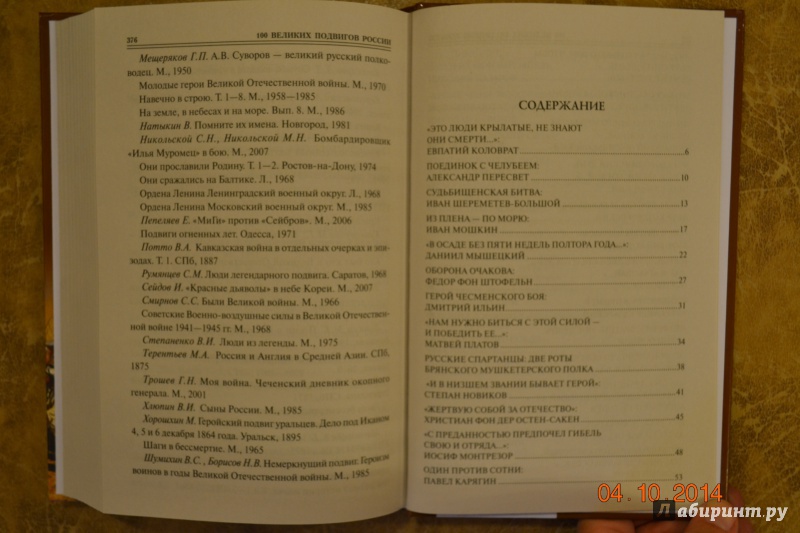 376 100 ВЕЛИКИХ ПОДВИГОВ РОССИИ
Мещеряков Г.П. А.В. Суворов — великий русский полко-
водец. М., 1950
Молодые герои Великой Отечественной войны. М., 1970
Навечно в строю. Т. 1—8. М., 1958—1985
На земле, в небесах и на море. Вып. 8. М., 1986
Натыкин В. Помните их имена. Новгород, 1981
Никольской С.Н., Никольской М.Н. Бомбардировщик
«Илья Муромец» в бою. М., 2007
Они прославили Родину. Т. 1—2. Ростов-на-Дону, 1974
Они сражались на Балтике. Л., 1968
Ордена Ленина Ленинградский военный округ. Л., 1968
Ордена Ленина Московский военный округ. М., 1985
Пепеляев Е. «МиГи» против «Сейбров». М., 2006
Подвиги огненных лет. Одесса, 1971
Потто В.А. Кавказская война в отдельных очерках и эпи-
зодах. Т. 1. СПб, 1887
Румянцев С.М. Люди легендарного подвига. Саратов, 1968
Сейдов И. «Красные дьяволы» в небе Кореи. М., 2007
Смирнов С.С. Были Великой войны. М., 1966
Советские Военно-воздушные силы в Великой Отечествен-
ной войне 1941—1945 гг. М., 1968
Степаненко В.И. Люди из легенды. М., 1975
Терентьев М.А. Россия и Англия в Средней Азии. СПб,
1875
Трошев Г.Н. Моя война. Чеченский дневник окопного
генерала. М., 2001
Хлюпин В.И. Сыны России. М., 1985
Хорошхин М. Геройский подвиг уральцев. Дело под Иканом
4, 5 и 6 декабря 1864 года. Уральск, 1895
Шаги в бессмертие. М., 1965
Шумихин В.С., Борисов Н.В. Немеркнущий подвиг. Героизм
воинов в годы Великой Отечественной войны. М., 1985
СОДЕРЖАНИЕ
«ЭТО ЛЮДИ КРЫЛАТЫЕ, НЕ ЗНАЮТ
ОНИ СМЕРТИ...»:
ЕВПАТИЙ КОЛОВРАТ 6
ПОЕДИНОК С ЧЕЛУБЕЕМ:
АЛЕКСАНДР ПЕРЕСВЕТ 10
СУДЬБИЩЕНСКАЯ БИТВА:
ИВАН ШЕРЕМЕТЕВ-БОЛЬШОЙ 13
ИЗ ПЛЕНА — ПО МОРЮ:
ИВАН МОШКИН 17
«В ОСАДЕ БЕЗ ПЯТИ НЕДЕЛЬ ПОЛТОРА ГОДА...»:
ДАНИИЛ МЫШЕЦКИЙ 22
ОБОРОНА ОЧАКОВА:
ФЕДОР ФОН ШТОФЕЛЬН 27
ГЕРОЙ ЧЕСМЕНСКОГО БОЯ:
ДМИТРИЙ ИЛЬИН 31
«НАМ НУЖНО БИТЬСЯ С ЭТОЙ СИЛОЙ —
И ПОБЕДИТЬ ЕЕ...»:
МАТВЕЙ ПЛАТОВ 34
РУССКИЕ СПАРТАНЦЫ: ДВЕ РОТЫ
БРЯНСКОГО МУШКЕТЕРСКОГО ПОЛКА 38
«И В НИЗШЕМ ЗВАНИИ БЫВАЕТ ГЕРОЙ»:
СТЕПАН НОВИКОВ 41
«ЖЕРТВУЮ СОБОЙ ЗА ОТЕЧЕСТВО»:
ХРИСТИАН ФОН ДЕР ОСТЕН-САКЕН 45
«С ПРЕДАННОСТЬЮ ПРЕДПОЧЕЛ ГИБЕЛЬ
СВОЮ И ОТРЯДА...»:
ИОСИФ МОНТРЕЗОР 48
ОДИН ПРОТИВ СОТНИ:
ПАВЕЛ КАРЯГИН 53
04.10.2014
Лабиринт.ру